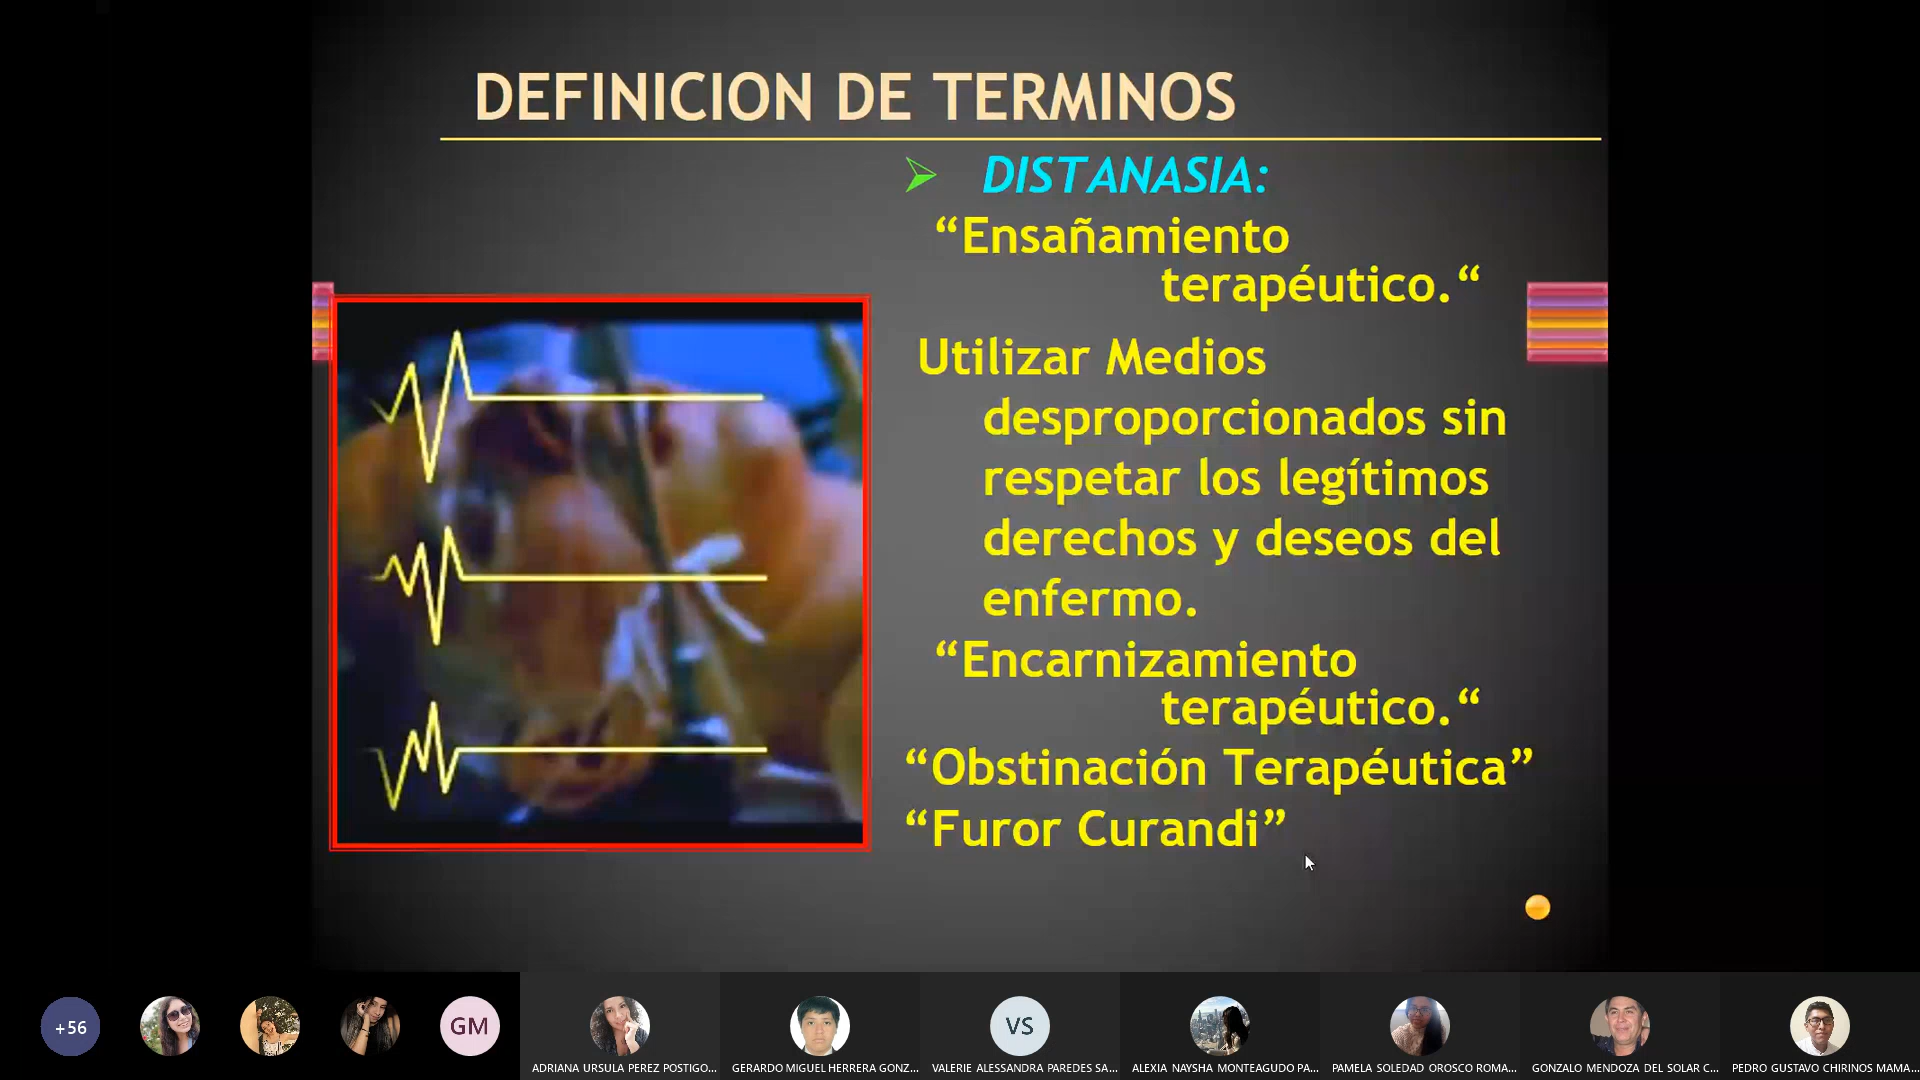 DEFINICION DE TERMINOS
DISTANASIA:
“Ensañamiento
terapéutico.“
Utilizar Medios
desproporcionados sin
respetar los legítimos
derechos y deseos del
enfermo.
“Encarnizamiento
terapéutico.“
“Obstinación Terapéutica”
“Furor Curandi”
+56
GM
VS
ADRIANA URSULA PEREZ POSTIGO...
GERARDO MIGUEL HERRERA GONZ...
VALERIE ALESSANDRA PAREDES SA...
ALEXIA NAYSHA MONTEAGUDO PA...
PAMELA SOLEDAD OROSCO ROMA...
GONZALO MENDOZA DEL SOLAR C...
PEDRO GUSTAVO CHIRINOS MAMA...